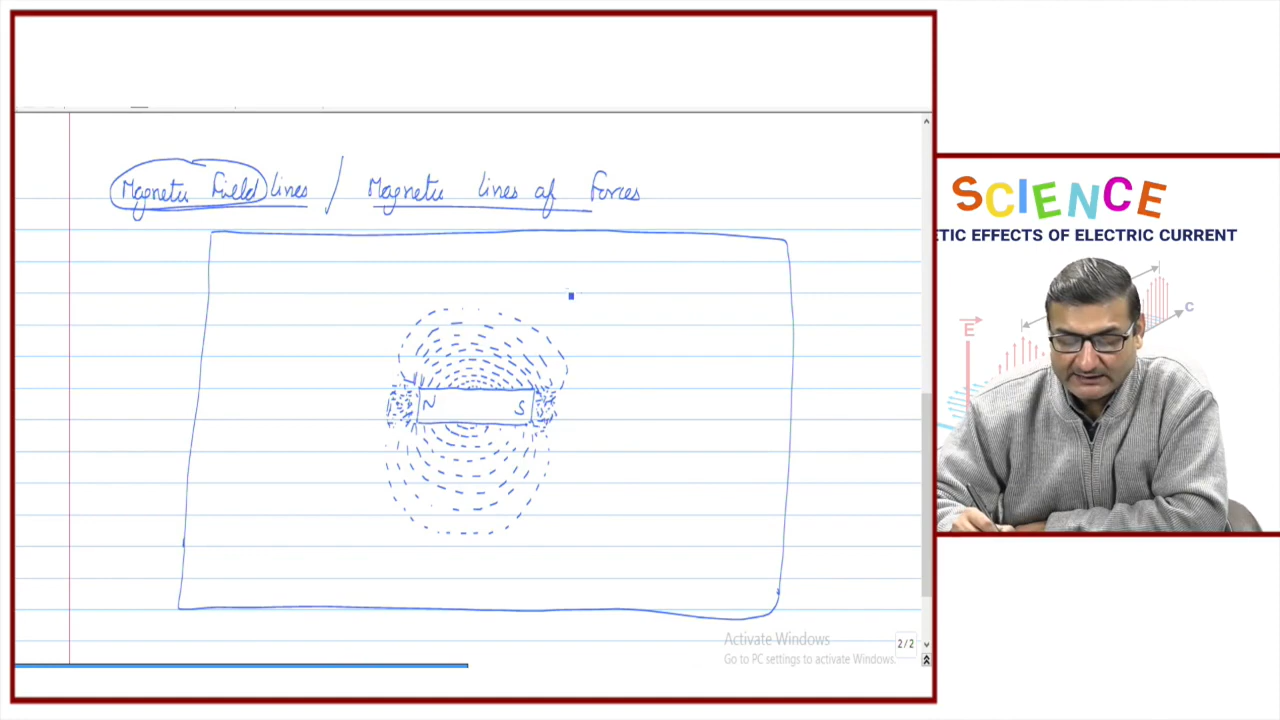 Magnetic Field lines / Magnetic lines of Forces
N S
SCIENCE
ETIC EFFECTS OF ELECTRIC CURRENT
E
C
Activate Windows
Go to PC settings to activate Windows.
2/2